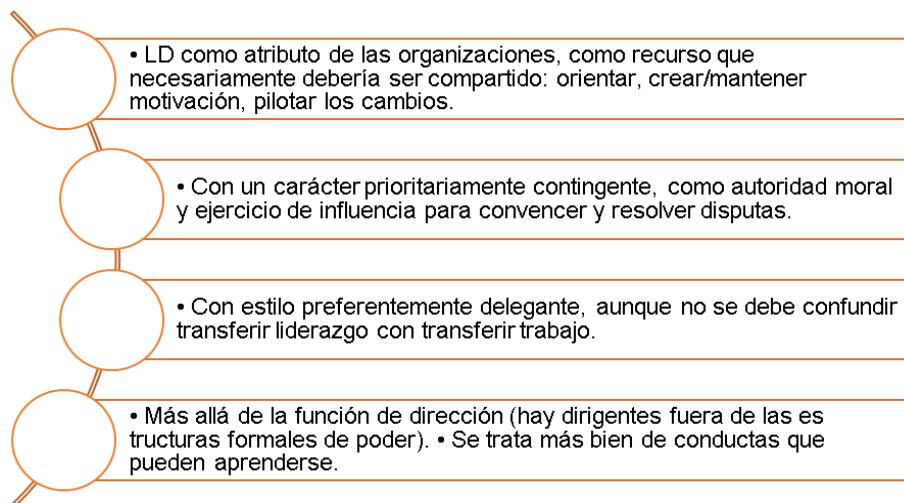 • LD como atributo de las organizaciones, como recurso que
necesariamente debería ser compartido: orientar, crear/mantener
motivación, pilotar los cambios.
• Con un carácter prioritariamente contingente, como autoridad moral
y ejercicio de influencia para convencer y resolver disputas.
• Con estilo preferentemente delegante, aunque no se debe confundir
transferir liderazgo con transferir trabajo.
• Más allá de la función de dirección (hay dirigentes fuera de las es
tructuras formales de poder). • Se trata más bien de conductas que
pueden aprenderse.